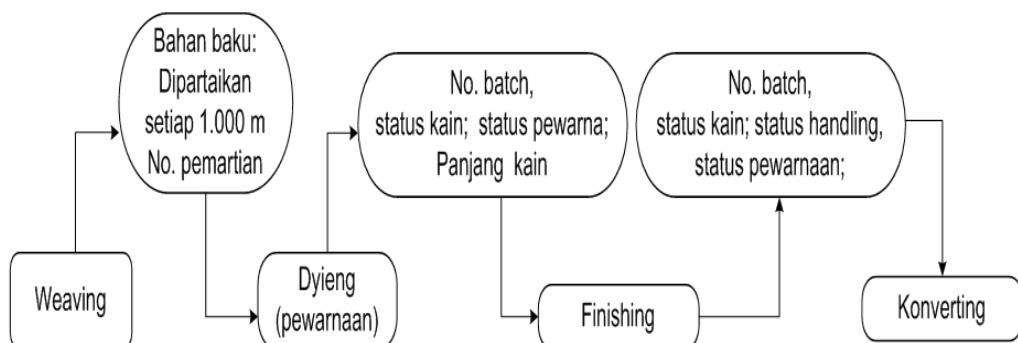 Weaving
Bahan baku:
Dipartaikan
setiap 1.000 m
No. pemartian
Dyieng
(pewarnaan)
No. batch,
status kain;  status pewarna;
Panjang  kain
Finishing
No. batch,
status kain; status handling,
status pewarnaan;
Konverting